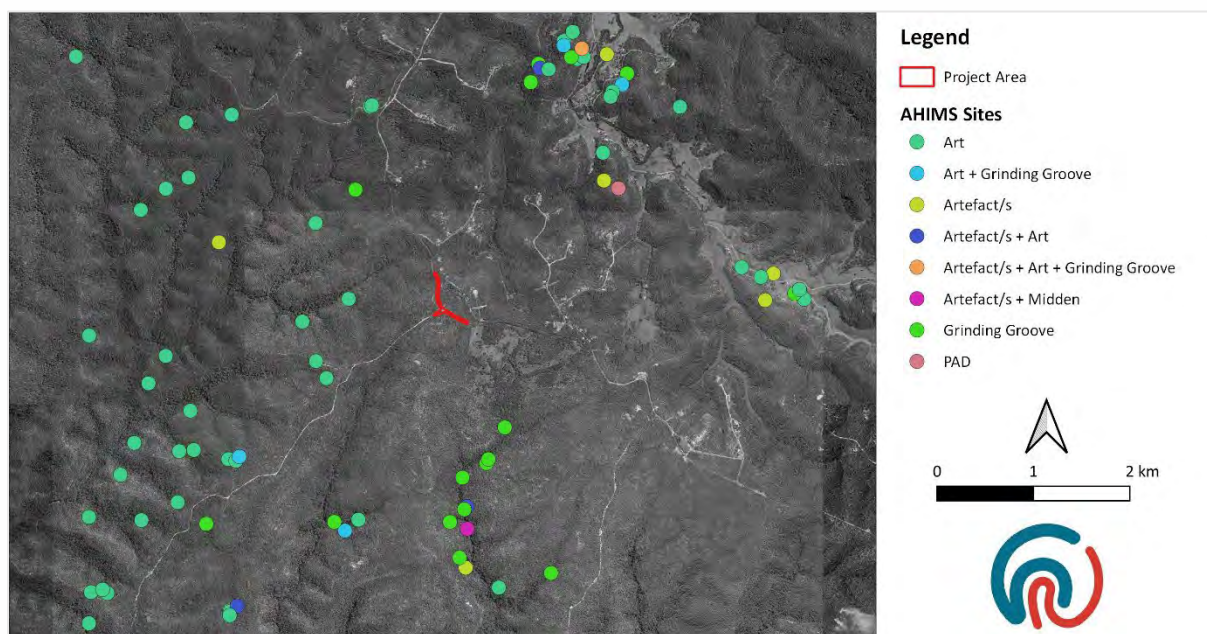 Legend
Project Area
AHIMS Sites
Art
Art + Grinding Groove
Artefact/s
Artefact/s + Art
Artefact/s + Art + Grinding Groove
Artefact/s + Midden
Grinding Groove
PAD
0 1 2 km